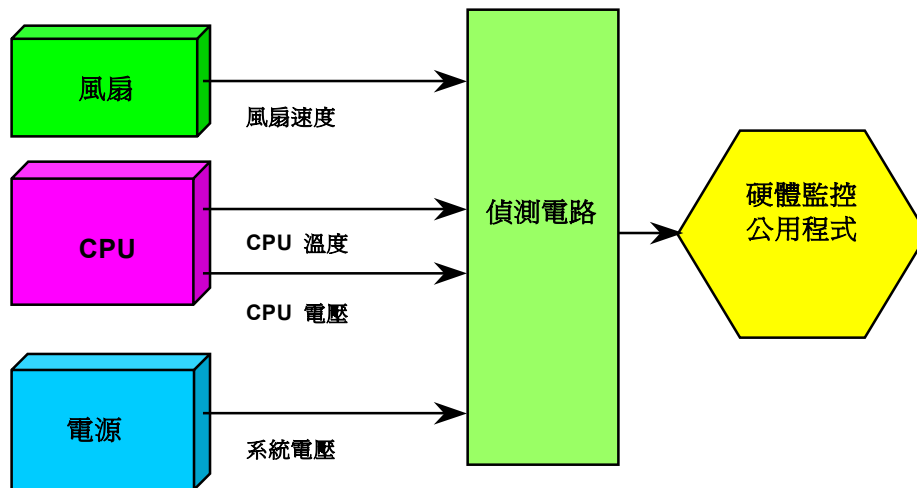 風扇
風扇速度
CPU
CPU 溫度
CPU 電壓
電源
系統電壓
偵測電路
硬體監控
公用程式